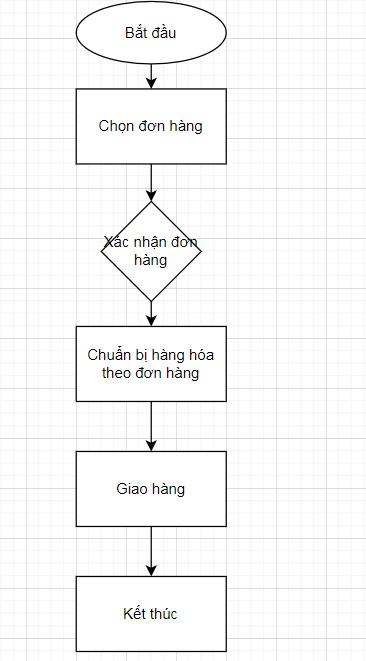 Bắt đầu
Chọn đơn hàng
Xác nhận đơn
hàng
Chuẩn bị hàng hóa
theo đơn hàng
Giao hàng
Kết thúc